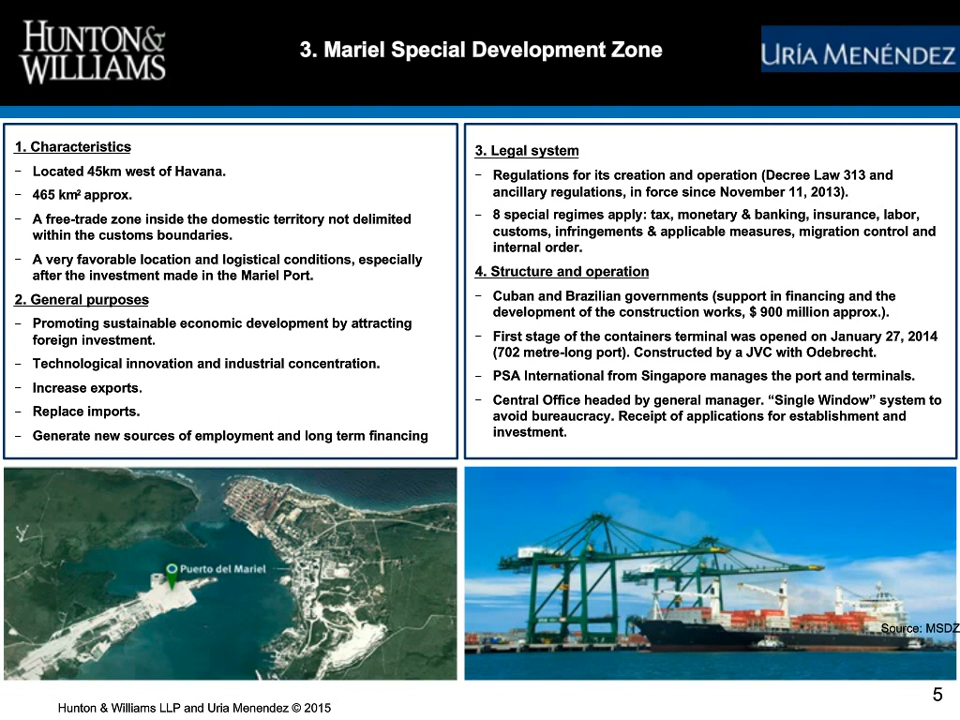 HUNTON&
WILLIAMS
3. Mariel Special Development Zone
URÍA MENÉNDEZ
1. Characteristics
− Located 45km west of Havana.
− 465 km² approx.
− A free-trade zone inside the domestic territory not delimited
within the customs boundaries.
− A very favorable location and logistical conditions, especially
after the investment made in the Mariel Port.
2. General purposes
− Promoting sustainable economic development by attracting
foreign investment.
− Technological innovation and industrial concentration.
− Increase exports.
− Replace imports.
− Generate new sources of employment and long term financing
3. Legal system
− Regulations for its creation and operation (Decree Law 313 and
ancillary regulations, in force since November 11, 2013).
− 8 special regimes apply: tax, monetary & banking, insurance, labor,
customs, infringements & applicable measures, migration control and
internal order.
4. Structure and operation
− Cuban and Brazilian governments (support in financing and the
development of the construction works, $ 900 million approx.).
− First stage of the containers terminal was opened on January 27, 2014
(702 metre-long port). Constructed by a JVC with Odebrecht.
− PSA International from Singapore manages the port and terminals.
− Central Office headed by general manager. “Single Window” system to
avoid bureaucracy. Receipt of applications for establishment and
investment.
Puerto del Mariel
Source: MSDZ
Hunton & Williams LLP and Uria Menendez © 2015
5